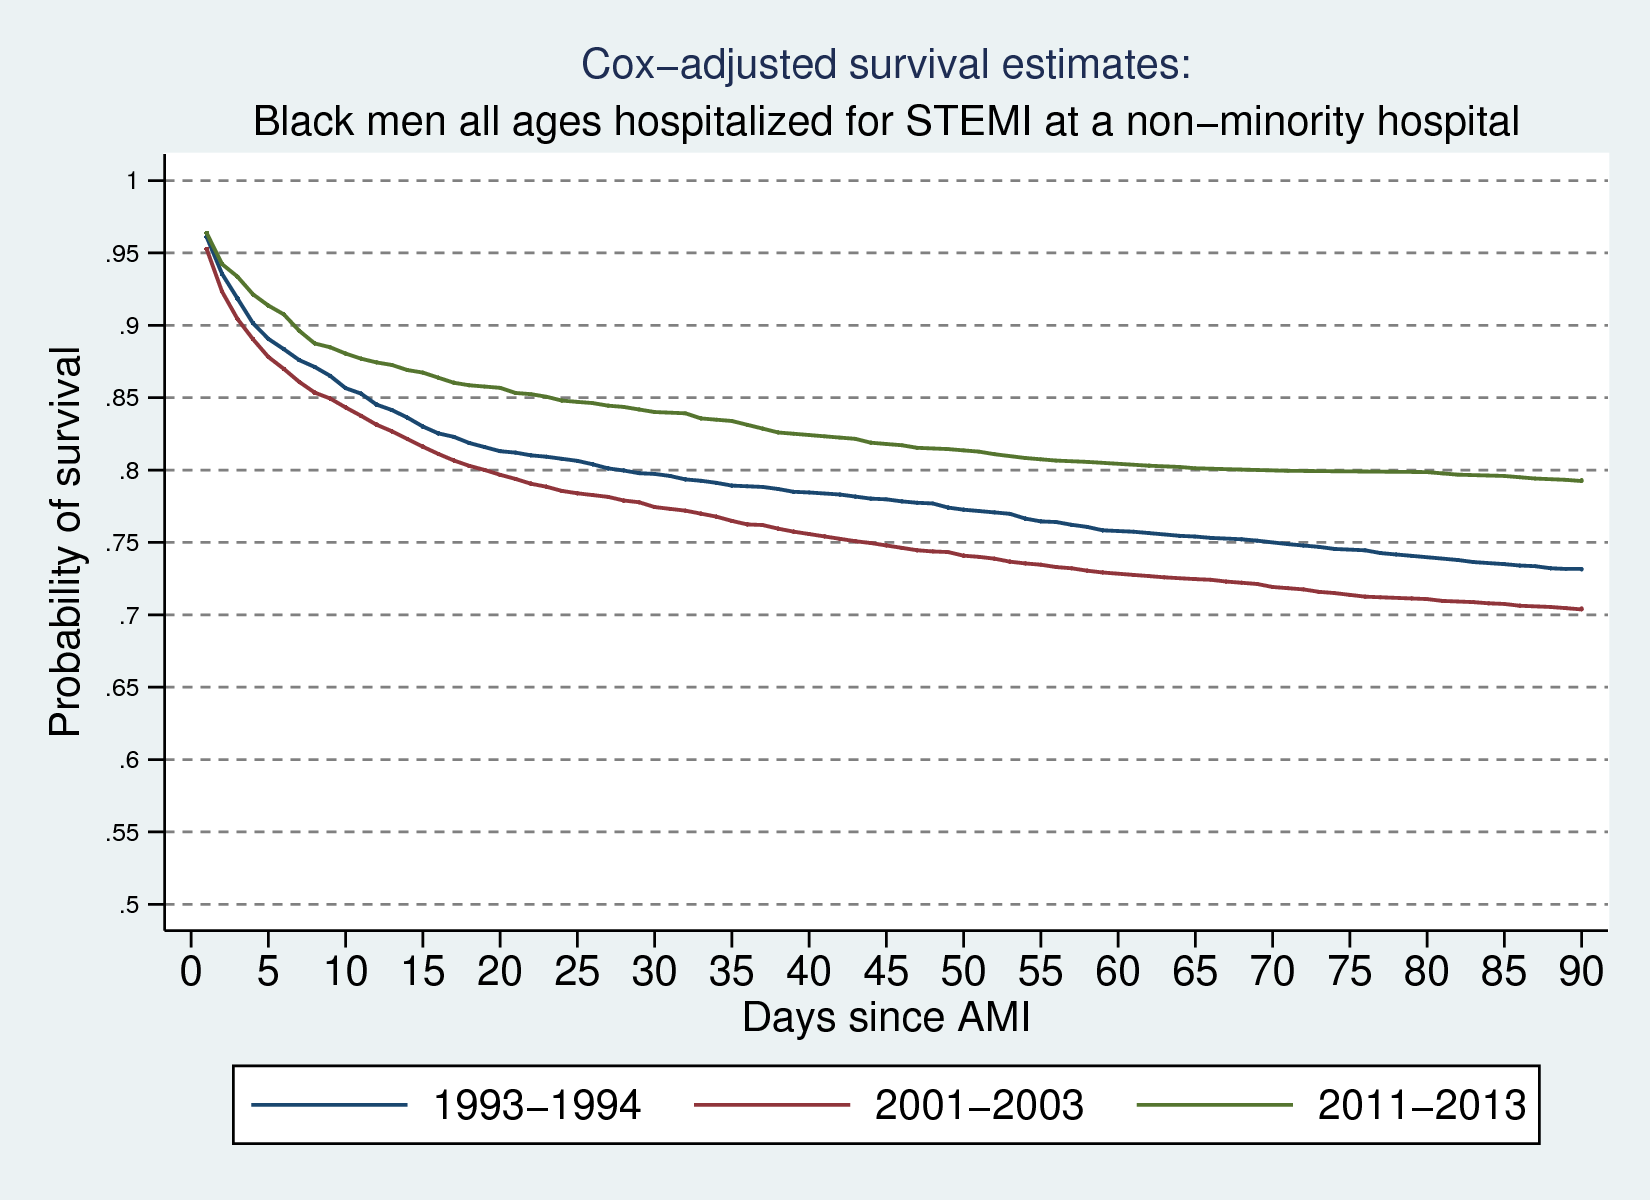 Cox−adjusted survival estimates:
Black men all ages hospitalized for STEMI at a non−minority hospital
Probability of survival
1
.95
.9
.85
.8
.75
.7
.65
.6
.55
.5
0 5 10 15 20 25 30 35 40 45 50 55 60 65 70 75 80 85 90
Days since AMI
1993−1994 2001−2003 2011−2013